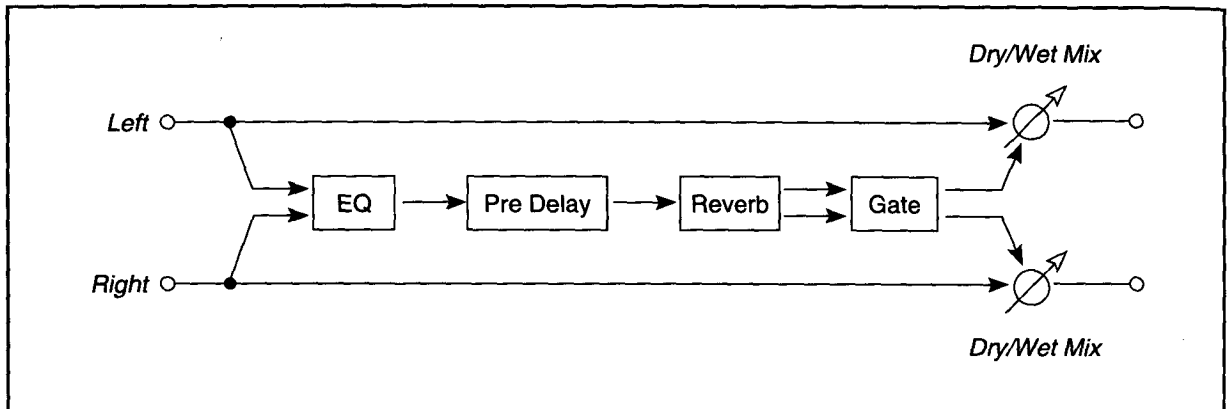 Dry/Wet Mix
Left
EQ
Pre Delay
Reverb
Gate
Right
Dry/Wet Mix